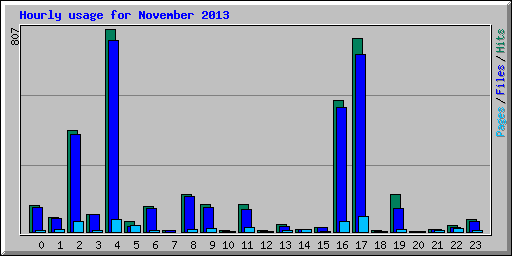 Hourly usage for November 2013
807
Pages / Files / Hits
0 1 2 3 4 5 6 7 8 9 10 11 12 13 14 15 16 17 18 19 20 21 22 23